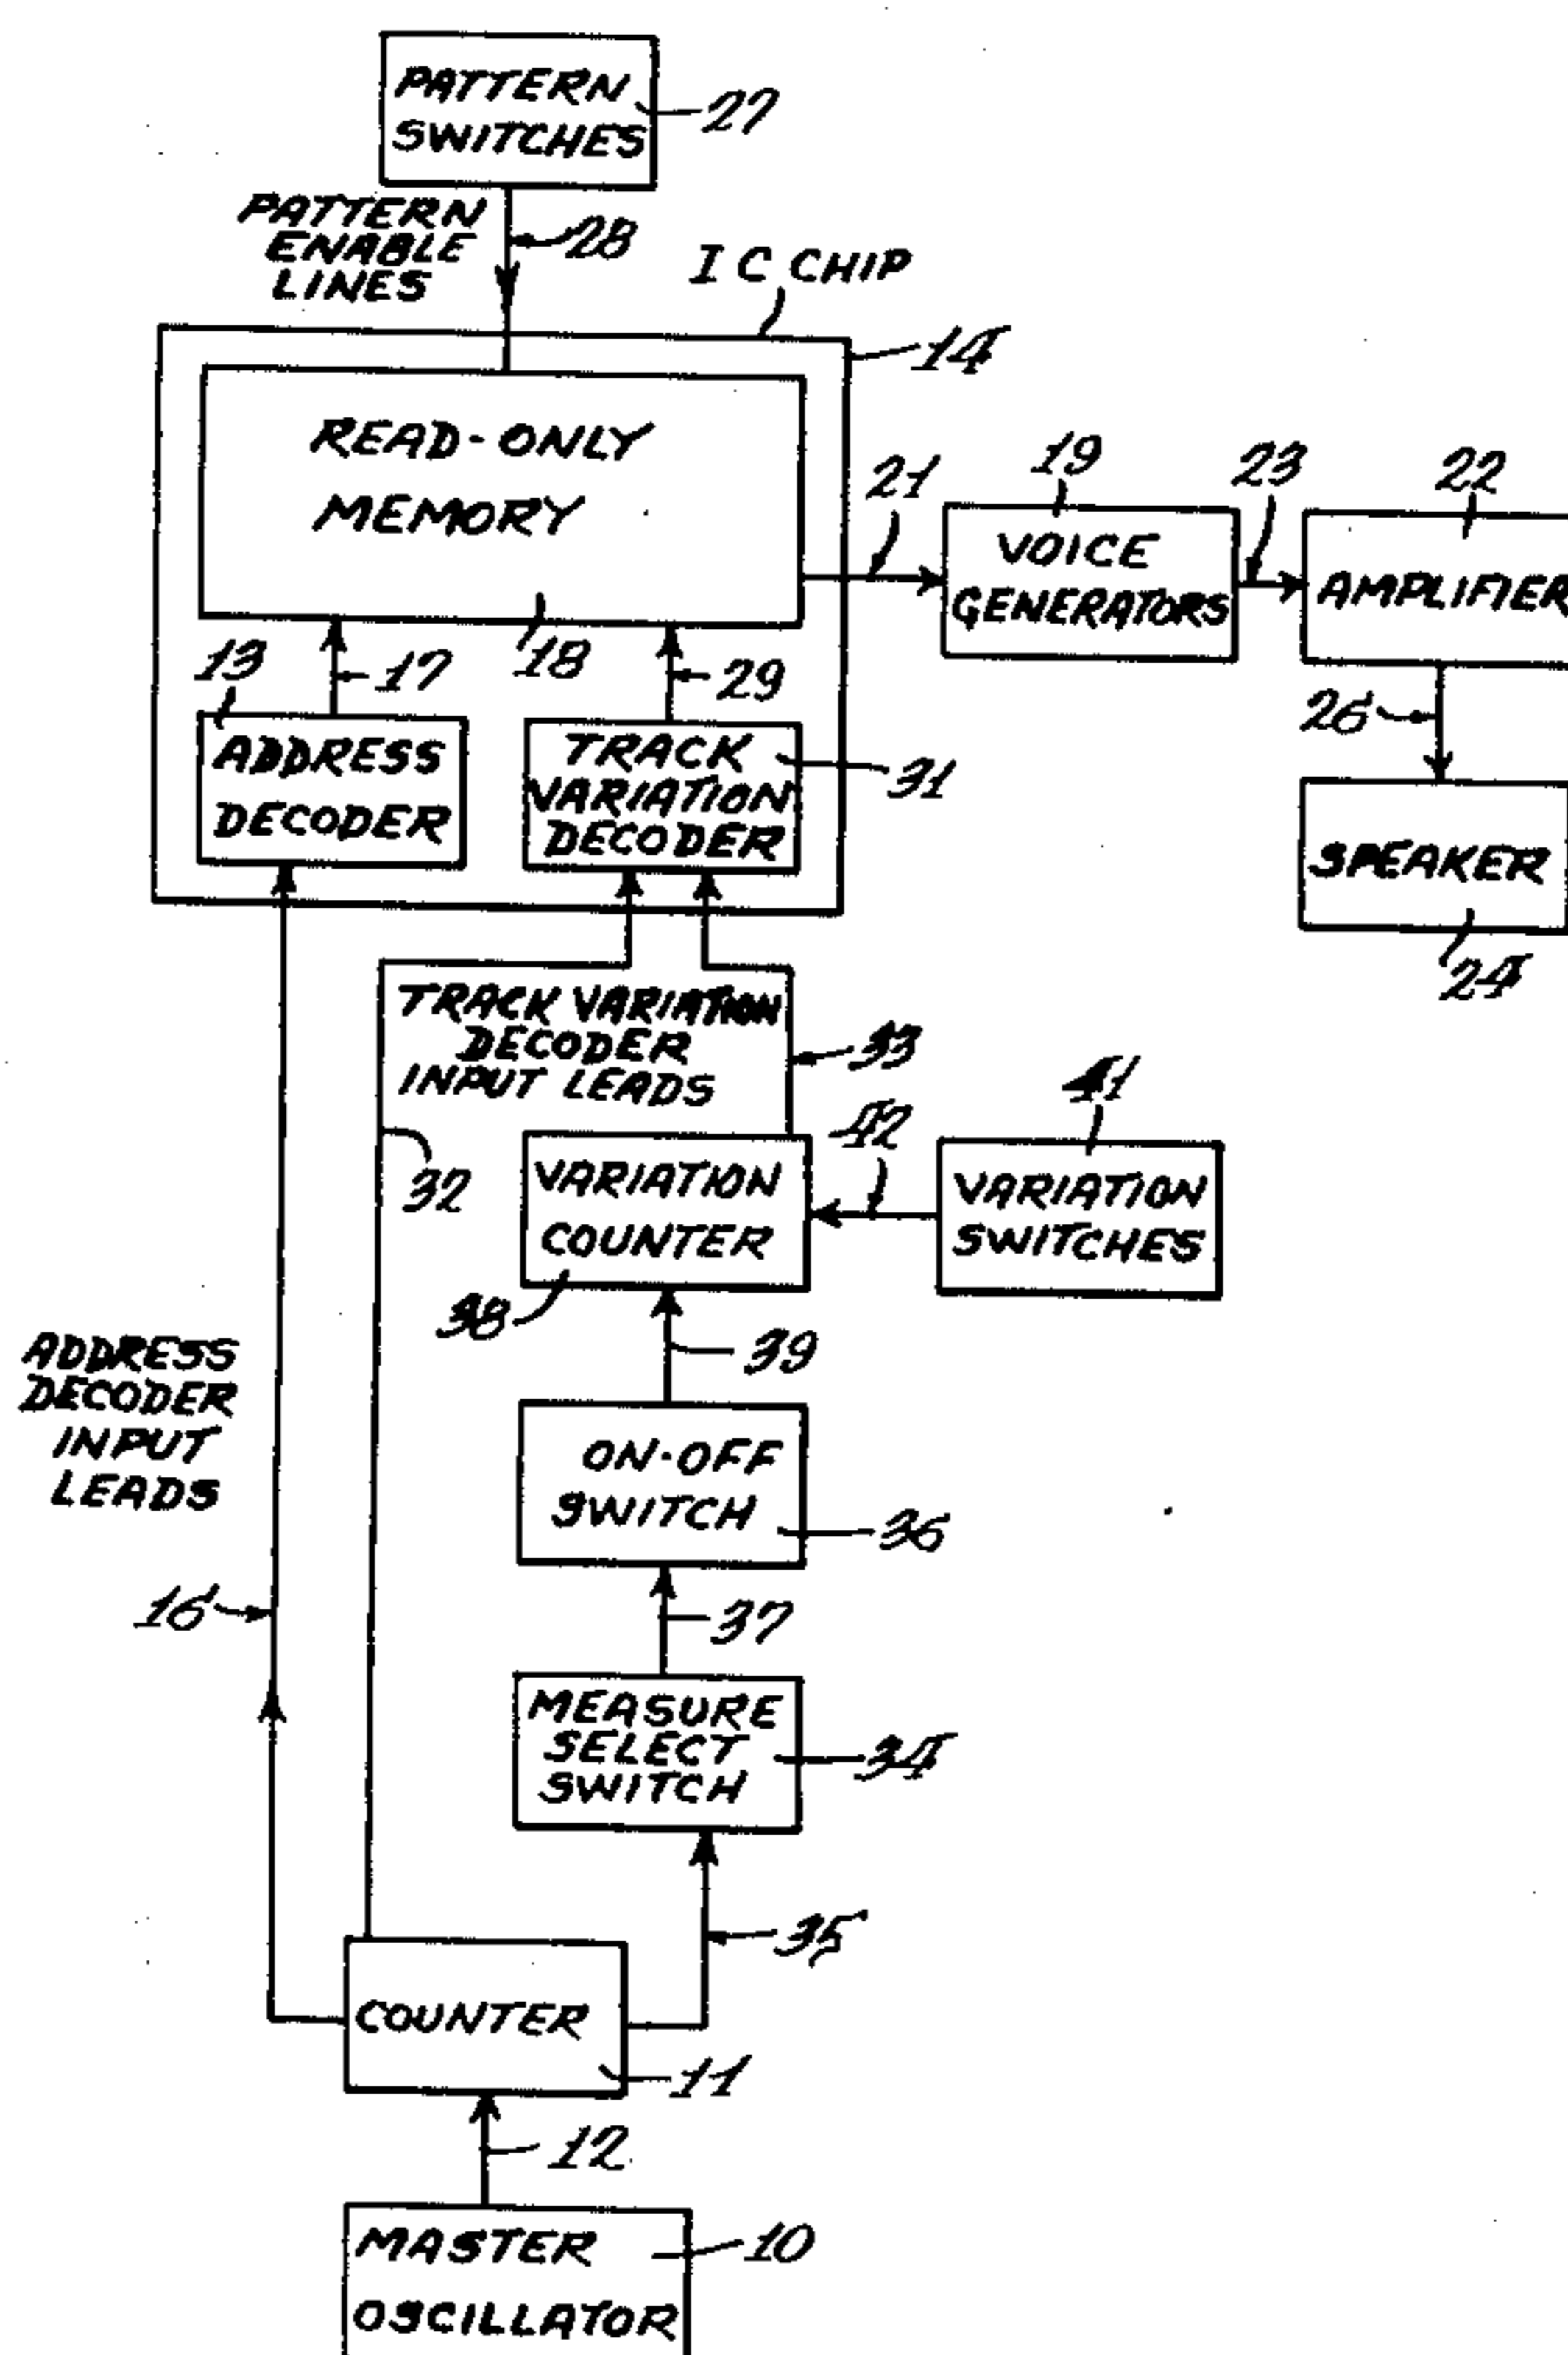 PATTERN
SWITCHES
27
PATTERN
ENABLE
LINES
28
I C CHIP
14
READ-ONLY
MEMORY
21
19
23
22
VOICE
GENERATORS
AMPLIFIER
13
17
18
29
26
ADDRESS
DECODER
TRACK
VARIATION
DECODER
31
SPEAKER
24
TRACK VARIATION
DECODER
INPUT LEADS
33
41
42
32
VARIATION
COUNTER
VARIATION
SWITCHES
38
39
ADDRESS
DECODER
INPUT
LEADS
ON-OFF
SWITCH
36
16
37
MEASURE
SELECT
SWITCH
34
35
COUNTER
11
12
MASTER
OSCILLATOR
10